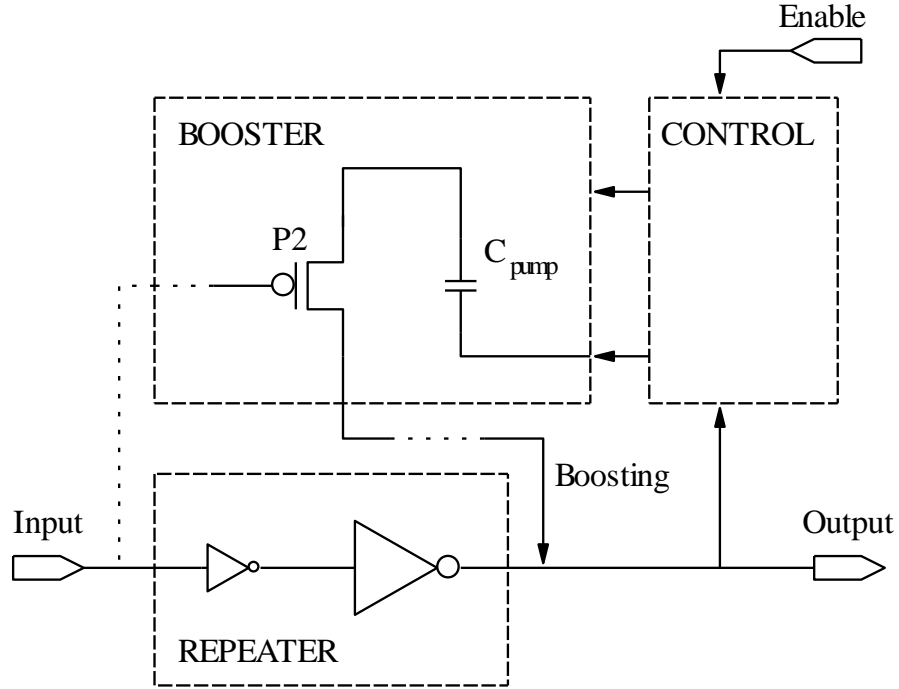 Enable
BOOSTER
CONTROL
P2
C pump
Boosting
Input
Output
REPEATER